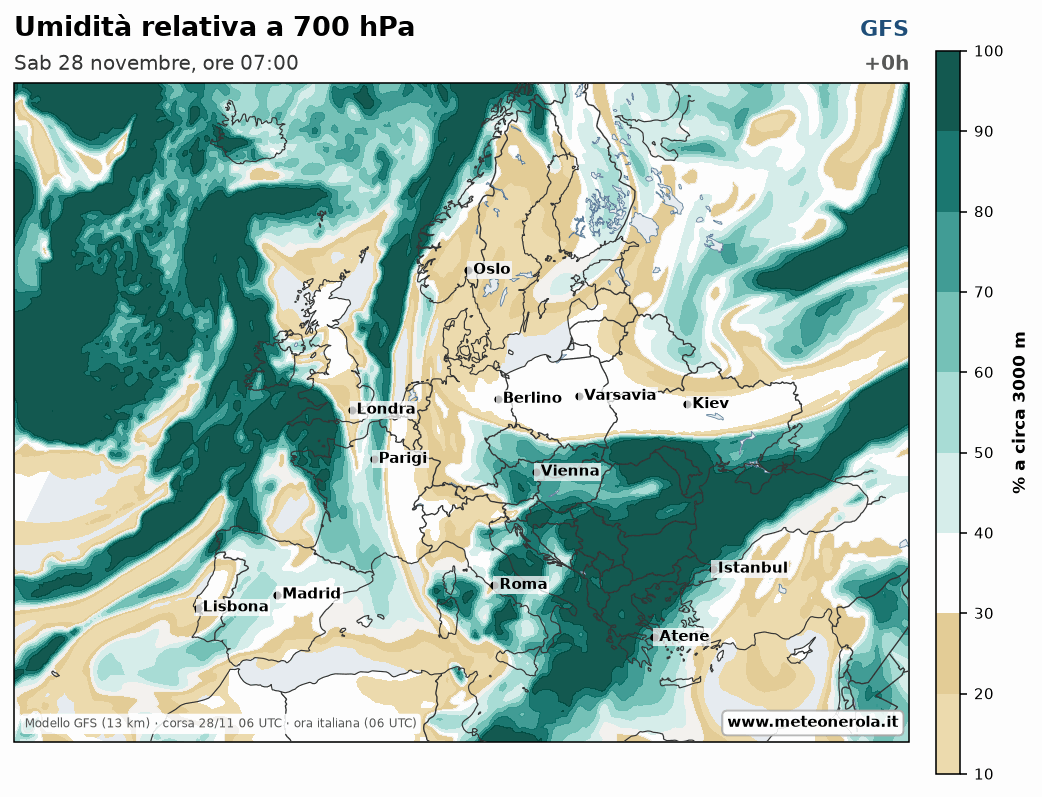 Umidità relativa a 700 hPa
GFS
Sab 28 novembre, ore 07:00
+0h
100
90
80
70
60
50
40
30
20
10
% a circa 3000 m
Oslo
Berlino
Varsavia
Kiev
Londra
Parigi
Vienna
Istanbul
Roma
Madrid
Lisbona
Atene
Modello GFS (13 km) · corsa 28/11 06 UTC · ora italiana (06 UTC)
www.meteonerola.it